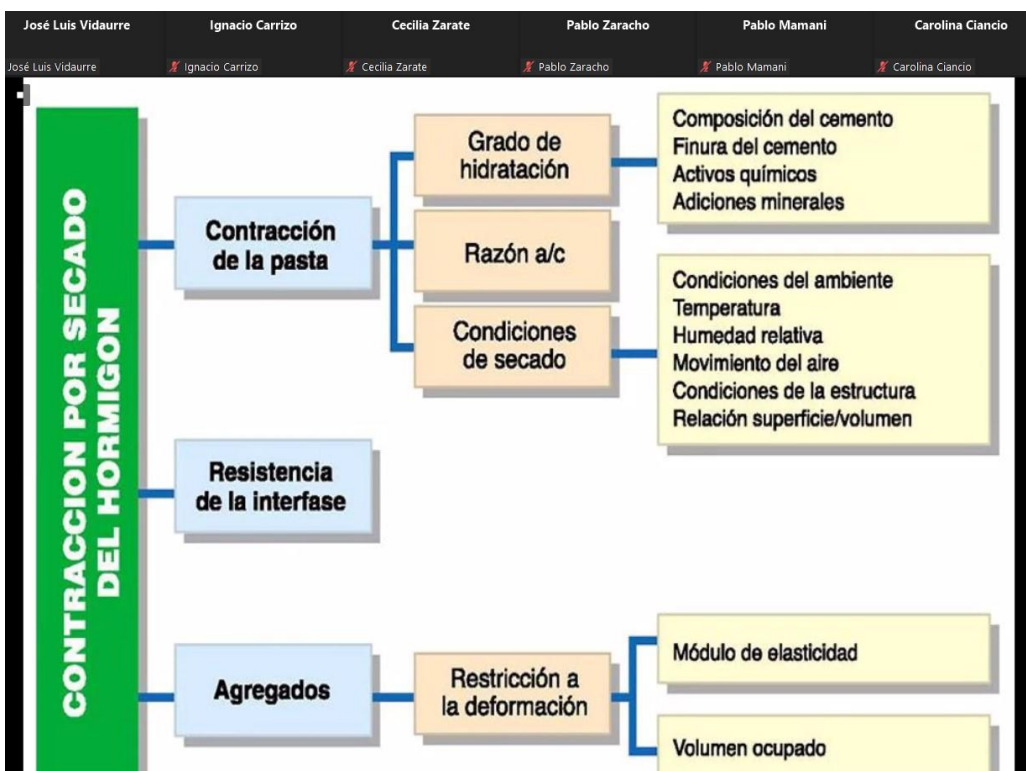 José Luis Vidaurre
Ignacio Carrizo
Cecilia Zarate
Pablo Zaracho
Pablo Mamani
Carolina Ciancio
José Luis Vidaurre
Ignacio Carrizo
Cecilia Zarate
Pablo Zaracho
Pablo Mamani
Carolina Ciancio
CONTRACCION POR SECADO
DEL HORMIGON
Contracción
de la pasta
Grado de
hidratación
Composición del cemento
Finura del cemento
Activos químicos
Adiciones minerales
Razón a/c
Condiciones
de secado
Condiciones del ambiente
Temperatura
Humedad relativa
Movimiento del aire
Condiciones de la estructura
Relación superficie/volumen
Resistencia
de la interfase
Agregados
Restricción a
la deformación
Módulo de elasticidad
Volumen ocupado